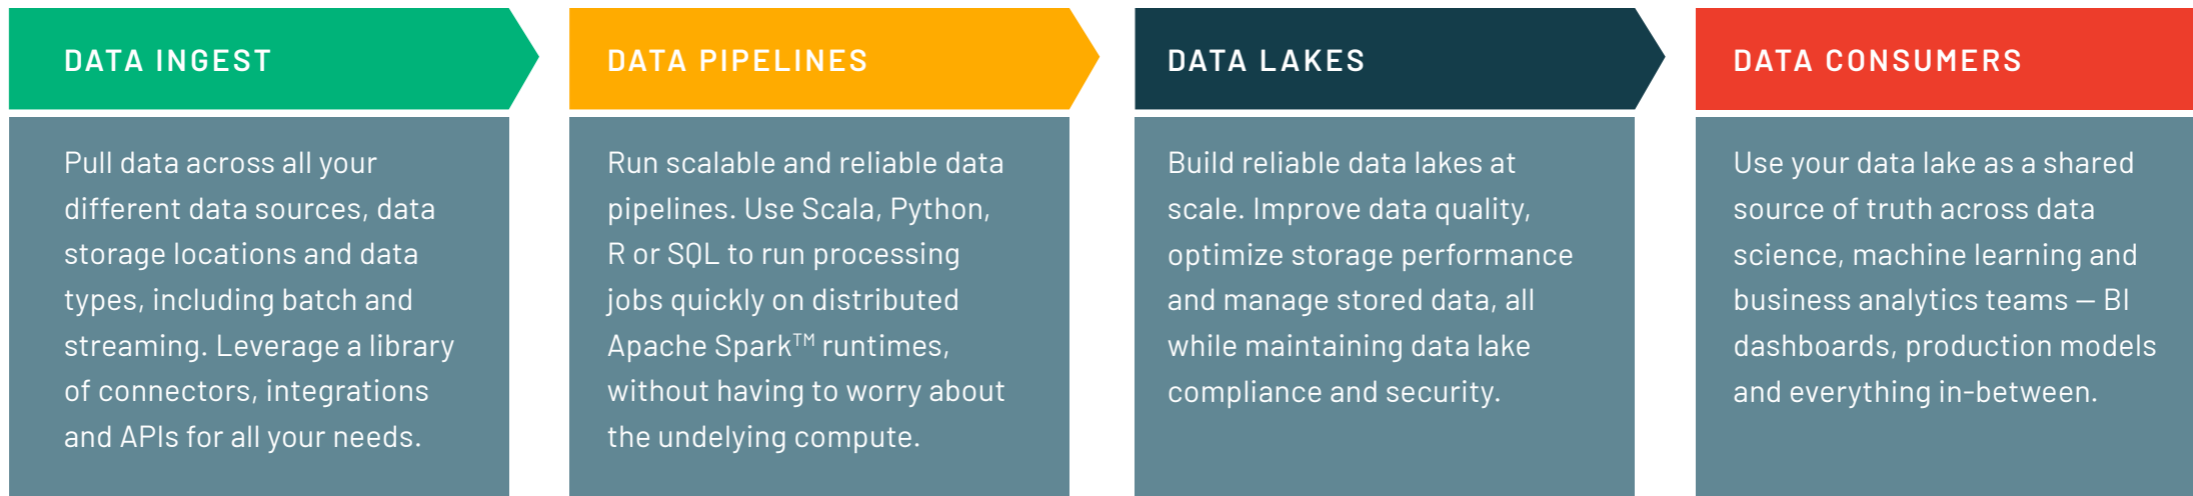 DATA INGEST
Pull data across all your
different data sources, data
storage locations and data
types, including batch and
streaming. Leverage a library
of connectors, integrations
and APIs for all your needs.
DATA PIPELINES
Run scalable and reliable data
pipelines. Use Scala, Python,
R or SQL to run processing
jobs quickly on distributed
Apache Spark™ runtimes,
without having to worry about
the undelying compute.
DATA LAKES
Build reliable data lakes at
scale. Improve data quality,
optimize storage performance
and manage stored data, all
while maintaining data lake
compliance and security.
DATA CONSUMERS
Use your data lake as a shared
source of truth across data
science, machine learning and
business analytics teams — BI
dashboards, production models
and everything in-between.